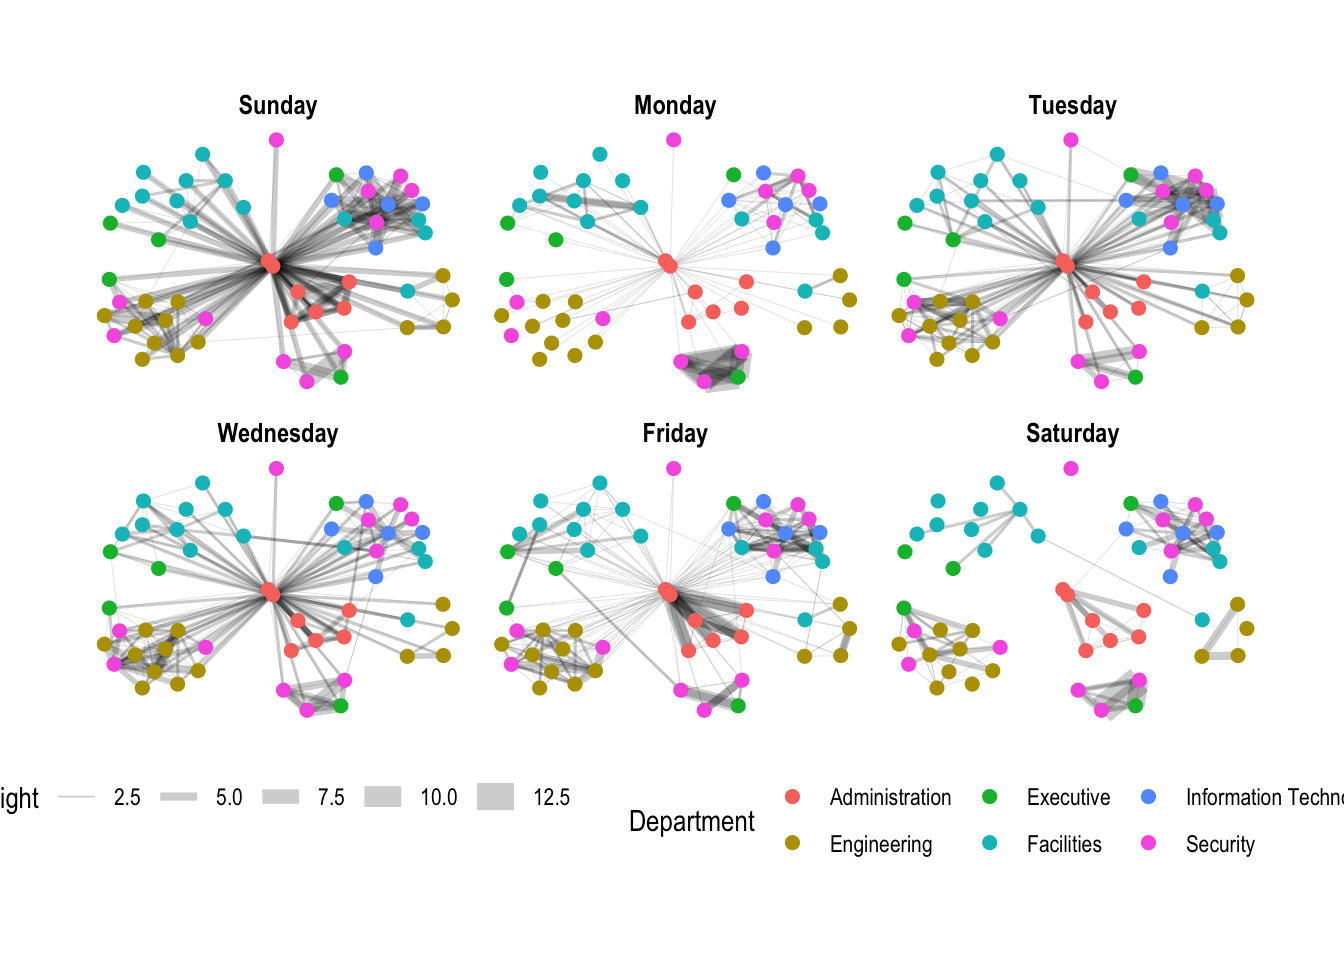 Sunday
Monday
Tuesday
Wednesday
Friday
Saturday
ight 2.5 5.0 7.5 10.0 12.5
Department
Administration Executive Information Techno
Engineering Facilities Security